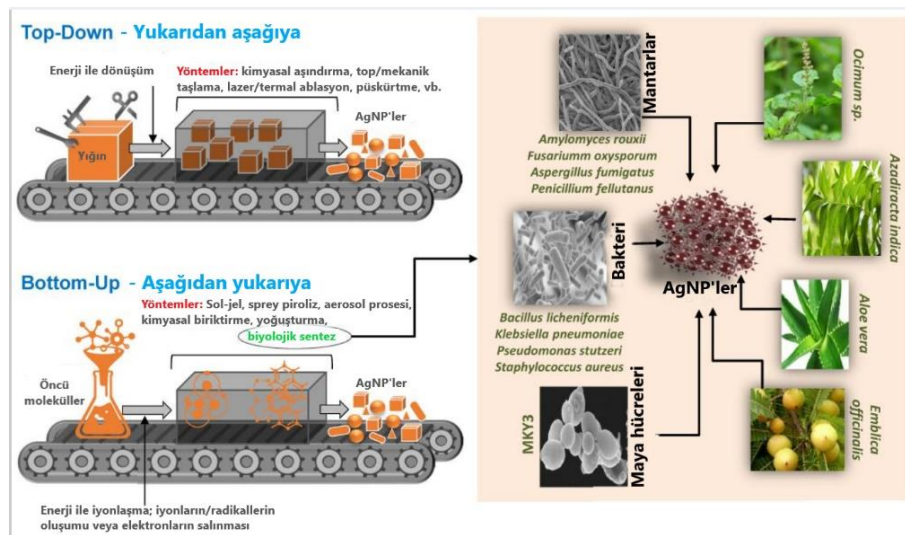 Top-Down - Yukarıdan aşağıya
Enerji ile dönüşüm
Yöntemler: kimyasal aşındırma, top/mekanik
taşlama, lazer/termal ablasyon, püskürtme, vb.
AgNP'ler
Yığın
Bottom-Up - Aşağıdan yukarıya
Yöntemler: Sol-jel, sprey piroliz, aerosol prosesi,
kimyasal biriktirme, yoğuşturma,
biyolojik sentez
Öncü
moleküller
AgNP'ler
Enerji ile iyonlaşma; iyonların/radikallerin
oluşumu veya elektronların salınması
Mantarlar
Amylomyces rouxii
Fusariumm oxysporum
Aspergillus fumigatus
Penicillium fellutanus
Bakteri
Bacillus licheniformis
Klebsiella pneumoniae
Pseudomonas stutzeri
Staphylococcus aureus
MKY3
Maya hücreleri
AgNP'ler
Ocimum sp.
Azadiracta indica
Aloe vera
Emblica
officinalis